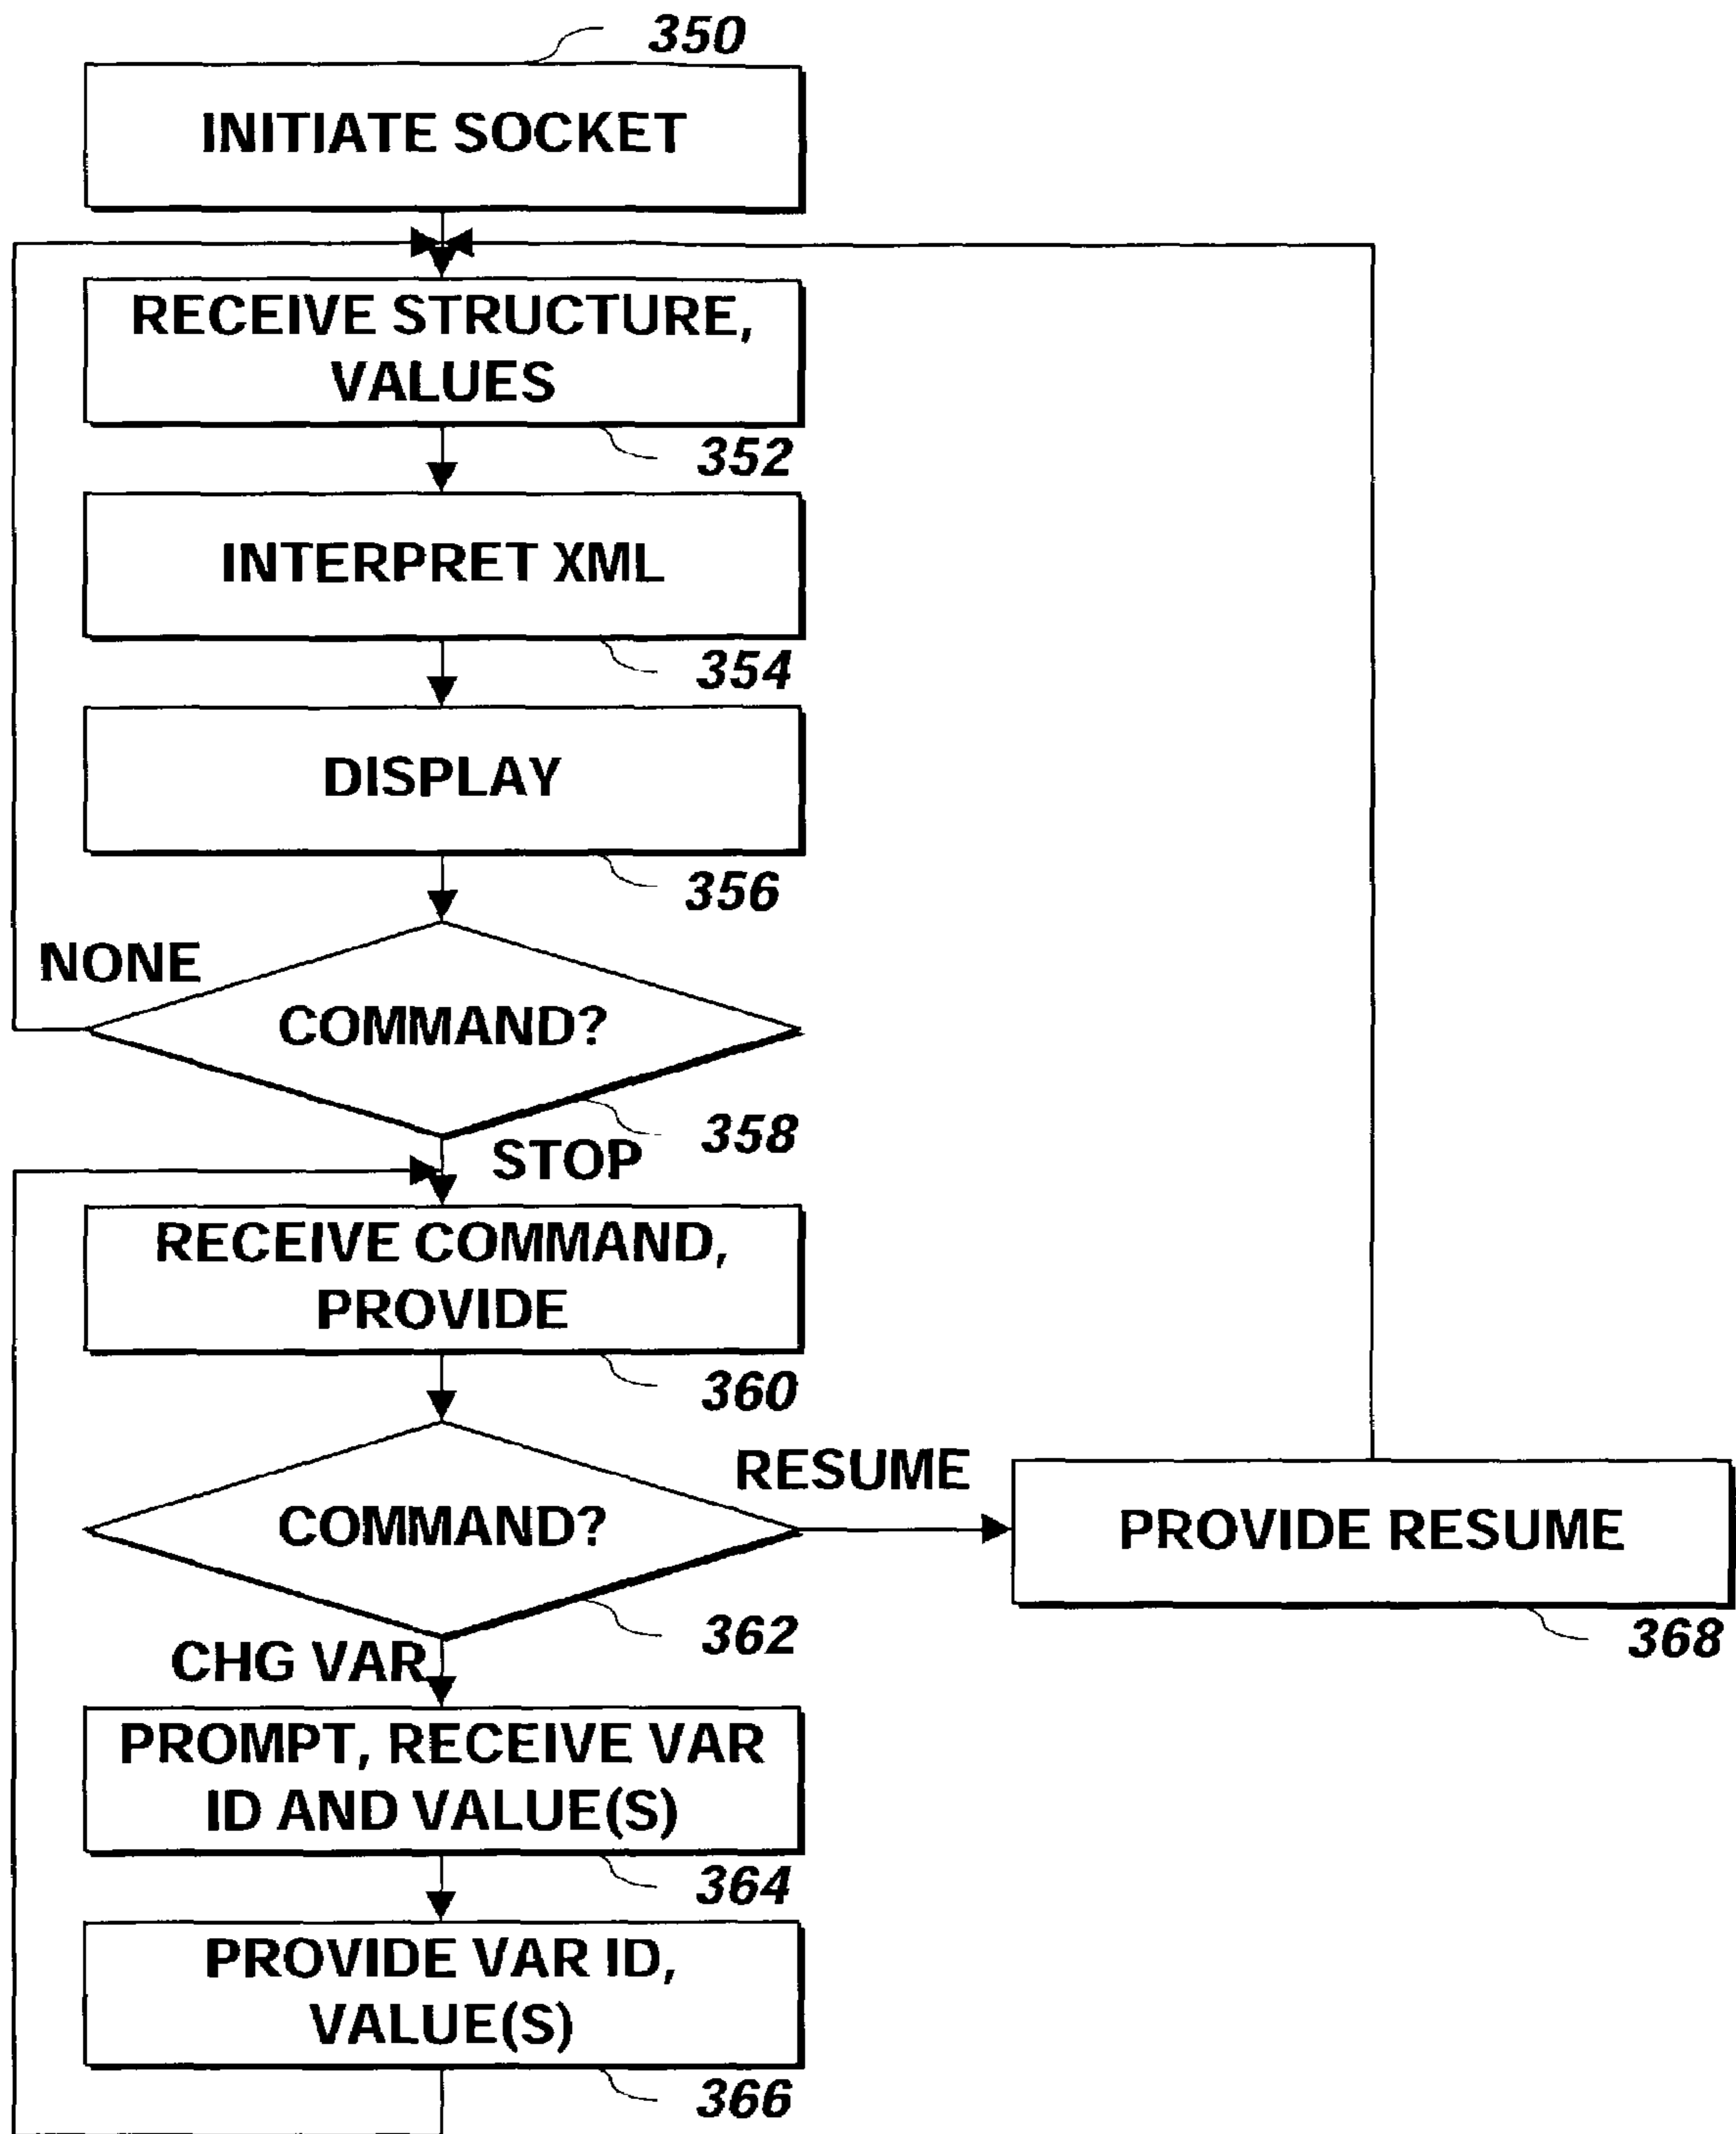 350
INITIATE SOCKET
RECEIVE STRUCTURE,
VALUES
352
INTERPRET XML
354
DISPLAY
356
NONE
COMMAND?
358
STOP
RECEIVE COMMAND,
PROVIDE
360
RESUME
COMMAND?
PROVIDE RESUME
362
368
CHG VAR
PROMPT, RECEIVE VAR
ID AND VALUE(S)
364
PROVIDE VAR ID,
VALUE(S)
366